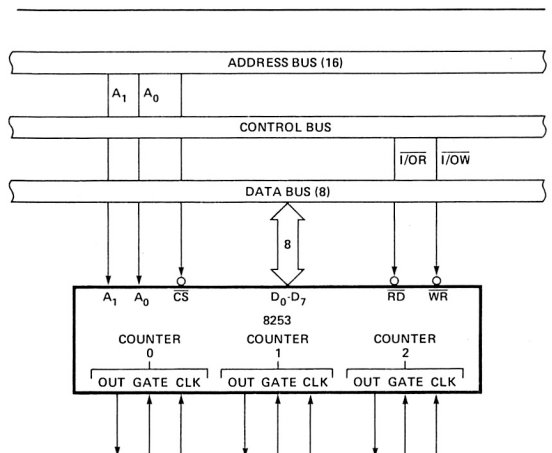 ADDRESS BUS (16)
A1 A0
CONTROL BUS
I/OR I/OW
DATA BUS (8)
8
A1 A0 CS D0-D7 RD WR
8253
COUNTER 0 COUNTER 1 COUNTER 2
OUT GATE CLK OUT GATE CLK OUT GATE CLK